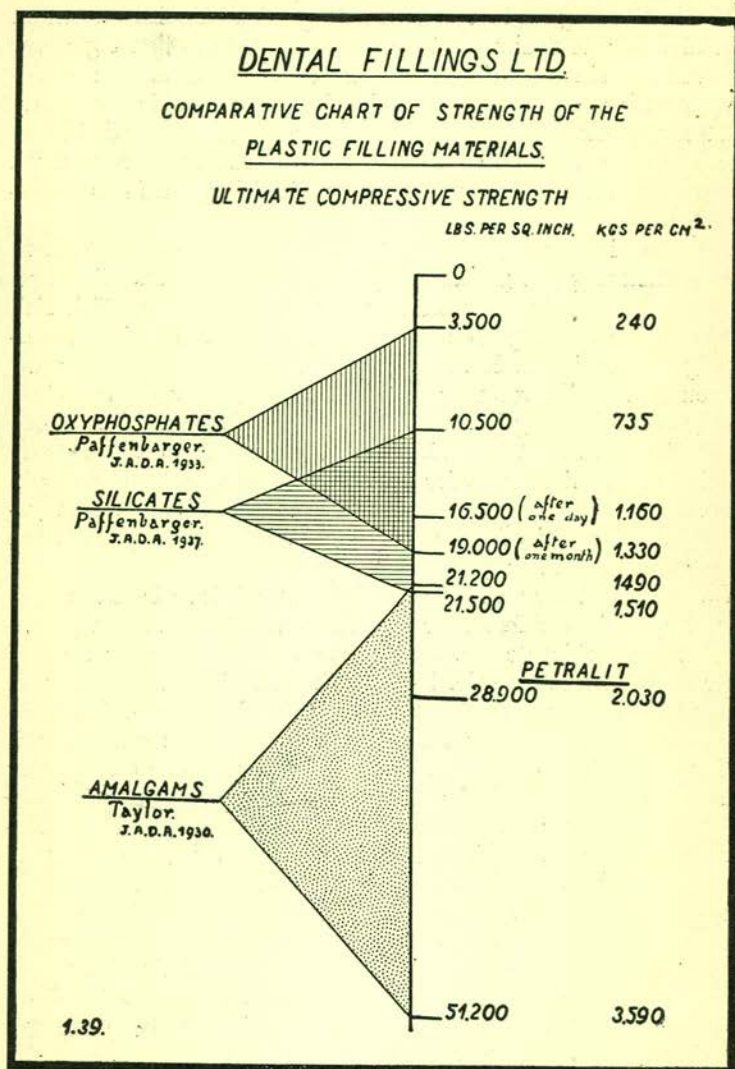 DENTAL FILLINGS LTD.
COMPARATIVE CHART OF STRENGTH OF THE
PLASTIC FILLING MATERIALS.
ULTIMATE COMPRESSIVE STRENGTH
LBS. PER SQ. INCH. KGS PER CM².
0
3.500 240
OXYPHOSPHATES
Paffenbarger.
J.A.D.A. 1933.
10.500 735
SILICATES
Paffenbarger.
J.A.D.A. 1937.
16.500 (after one day) 1.160
19.000 (after one month) 1.330
21.200 1490
21.500 1.510
PETRALIT
28.900 2.030
AMALGAMS
Taylor.
J.A.D.A. 1930.
51.200 3.590
1.39.